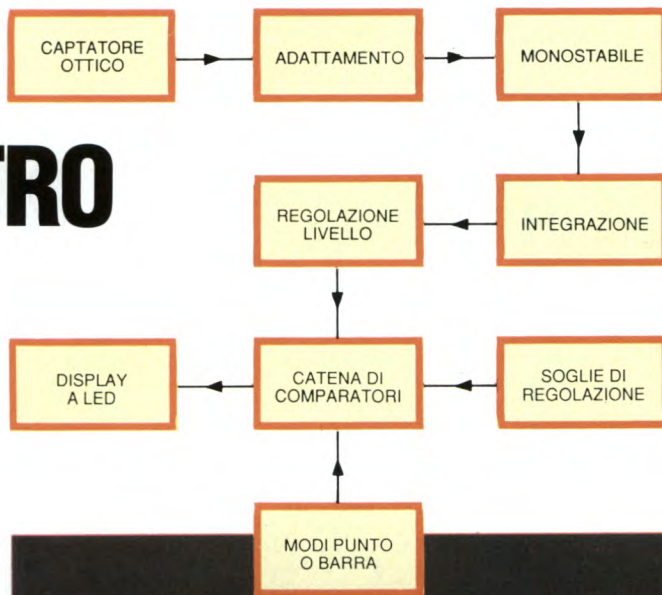 CAPTATORE
OTTICO
ADATTAMENTO
MONOSTABILE
TRO
REGOLAZIONE
LIVELLO
INTEGRAZIONE
DISPLAY
A LED
CATENA DI
COMPARATORI
SOGLIE DI
REGOLAZIONE
MODI PUNTO
O BARRA